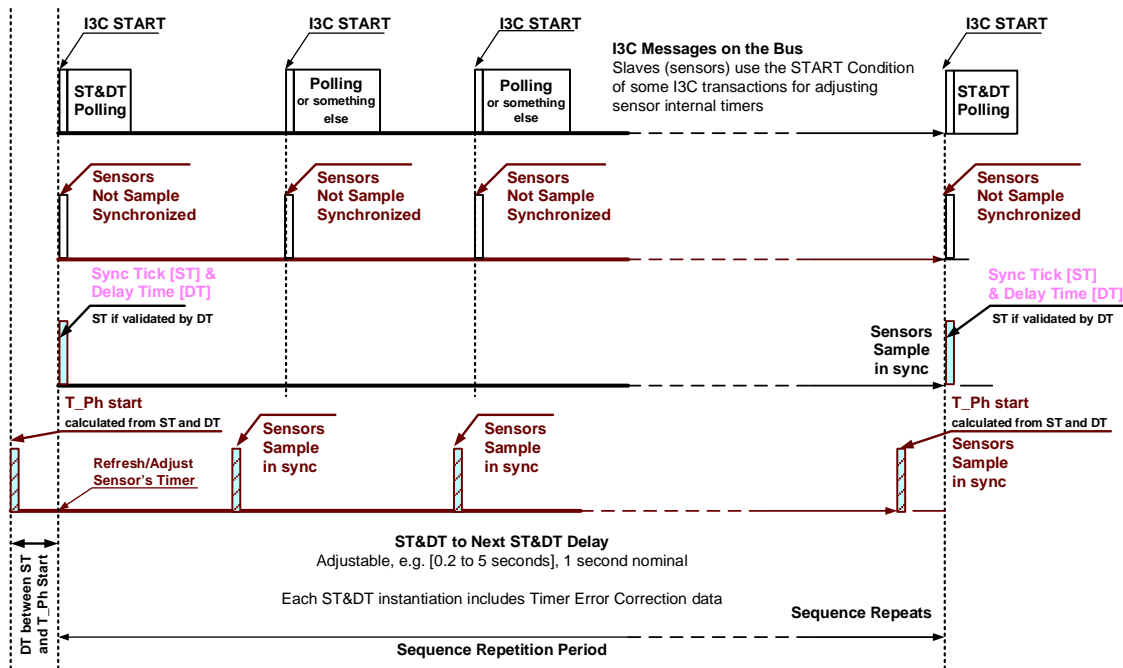 I3C START
I3C START
I3C START
I3C START
I3C Messages on the Bus
Slaves (sensors) use the START Condition
of some I3C transactions for adjusting
sensor internal timers
ST&DT
Polling
Polling
or something
else
Polling
or something
else
ST&DT
Polling
Sensors
Not Sample
Synchronized
Sensors
Not Sample
Synchronized
Sensors
Not Sample
Synchronized
Sensors
Not Sample
Synchronized
Sync Tick [ST] &
Delay Time [DT]
ST if validated by DT
Sensors
Sample
in sync
Sync Tick [ST]
& Delay Time [DT]
ST if validated by DT
T_Ph start
calculated from ST and DT
Refresh/Adjust
Sensor's Timer
Sensors
Sample
in sync
Sensors
Sample
in sync
T_Ph start
calculated from ST and DT
Sensors
Sample
in sync
DT between ST
and T_Ph Start
ST&DT to Next ST&DT Delay
Adjustable, e.g. [0.2 to 5 seconds], 1 second nominal
Each ST&DT instantiation includes Timer Error Correction data
Sequence Repeats
Sequence Repetition Period